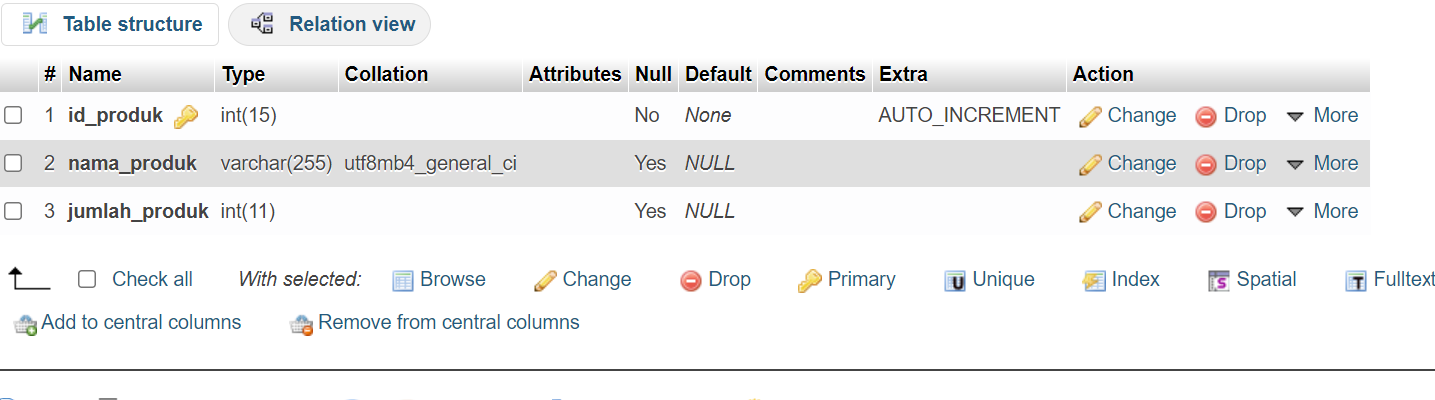 Table structure Relation view
# Name Type Collation Attributes Null Default Comments Extra Action
1 id_produk int(15) No None AUTO_INCREMENT Change Drop More
2 nama_produk varchar(255) utf8mb4_general_ci Yes NULL Change Drop More
3 jumlah_produk int(11) Yes NULL Change Drop More
Check all With selected: Browse Change Drop Primary Unique Index Spatial Fulltext
Add to central columns Remove from central columns